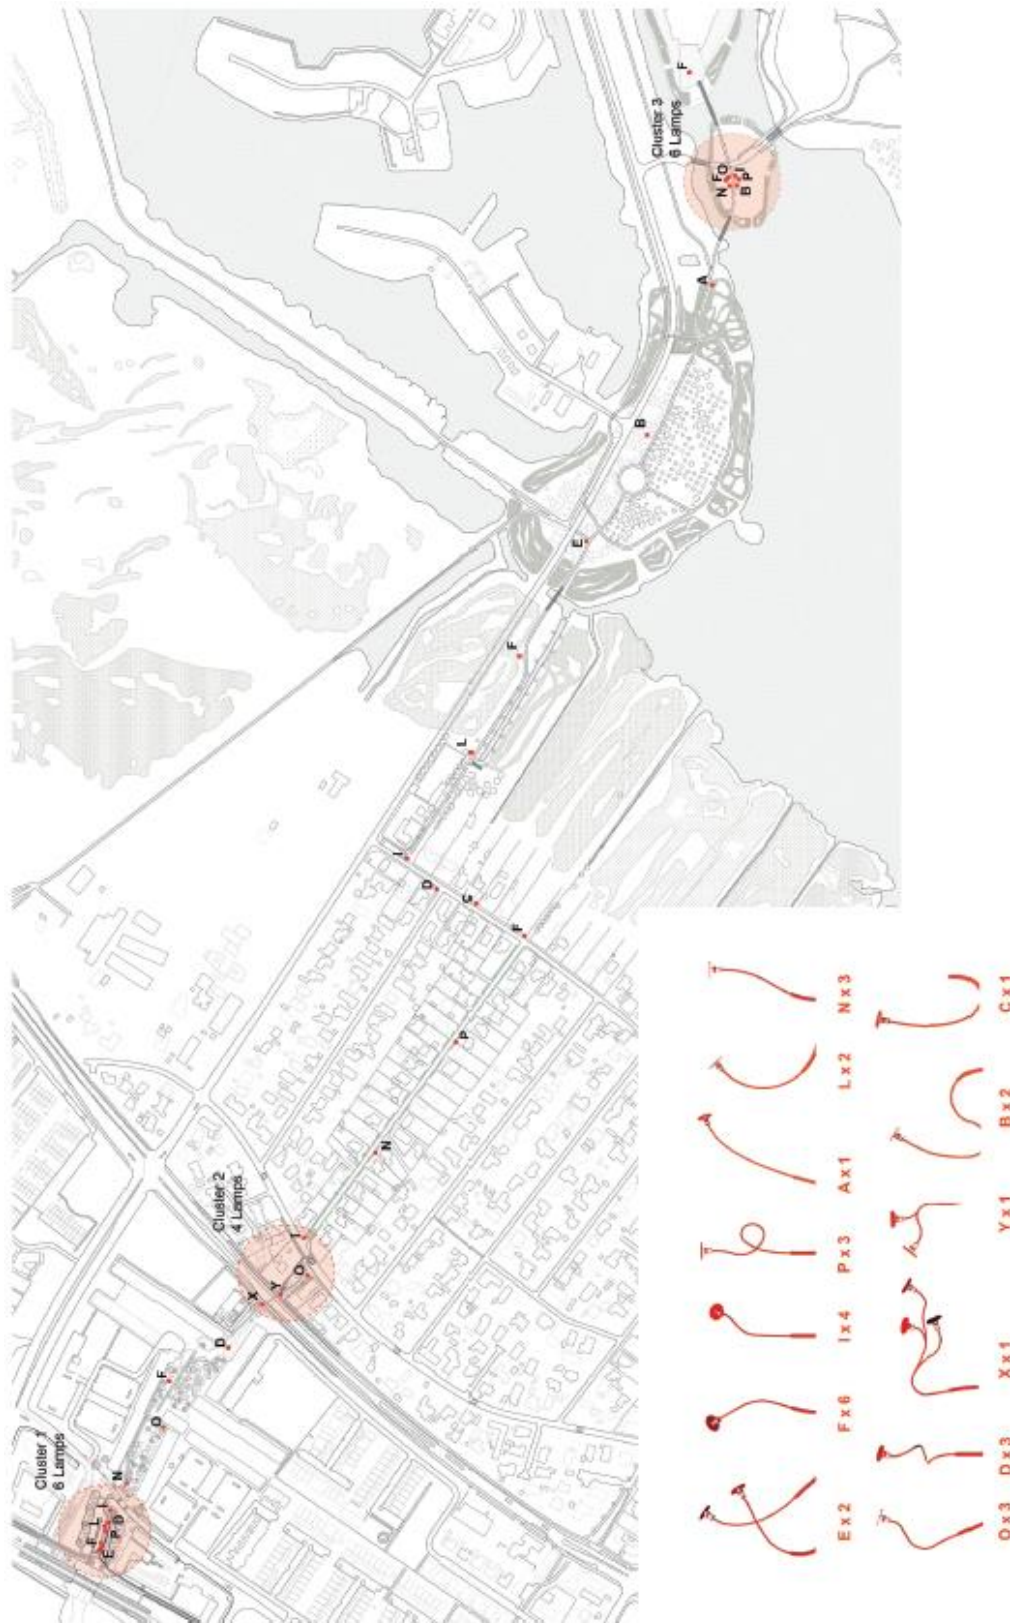 Cluster 1
6 Lamps
E
F
P
L
D
I
N
O
F
D
Cluster 2
4 Lamps
X
Y
O
I
N
P
F
C
D
I
L
F
E
B
A
Cluster 3
6 Lamps
N
F
O
B
P
I
F
E x 2
F x 6
I x 4
P x 3
A x 1
L x 2
N x 3
O x 3
D x 3
X x 1
Y x 1
B x 2
C x 1